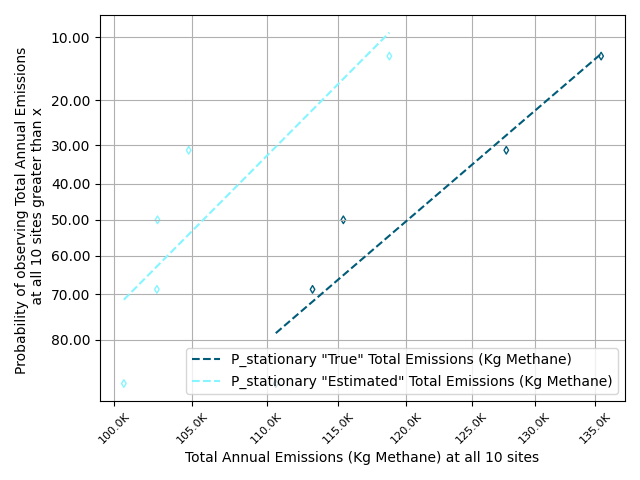 Probability of observing Total Annual Emissions
at all 10 sites greater than x
10.00
20.00
30.00
40.00
50.00
60.00
70.00
80.00
P_stationary "True" Total Emissions (Kg Methane)
P_stationary "Estimated" Total Emissions (Kg Methane)
100.0K
105.0K
110.0K
115.0K
120.0K
125.0K
130.0K
135.0K
Total Annual Emissions (Kg Methane) at all 10 sites